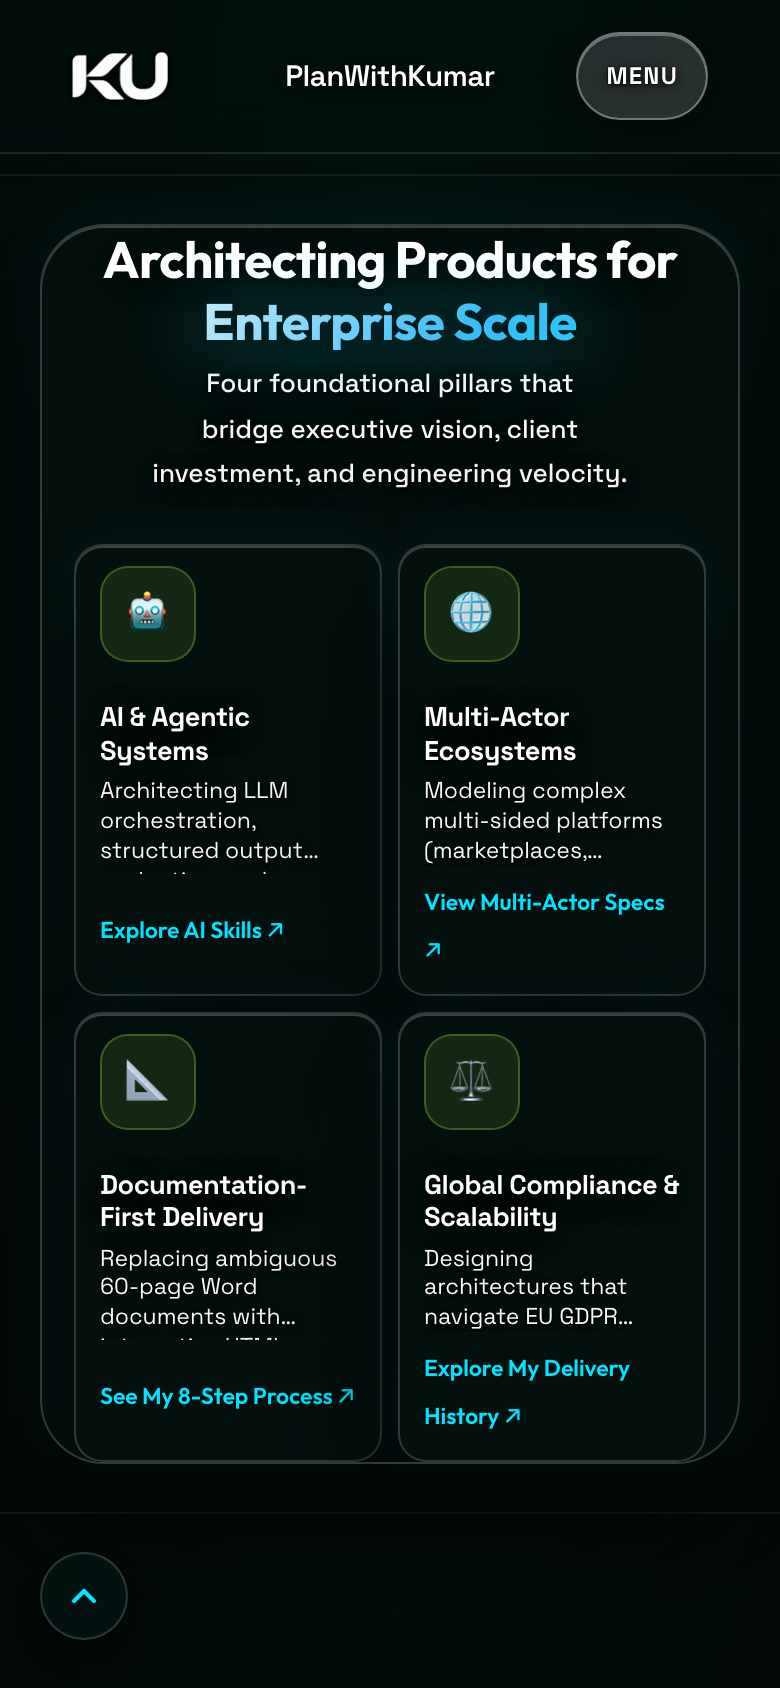 KU
PlanWithKumar
MENU
Architecting Products for
Enterprise Scale
Four foundational pillars that
bridge executive vision, client
investment, and engineering velocity.
AI & Agentic
Systems
Architecting LLM
orchestration,
structured output...
Explore AI Skills ↗
Multi-Actor
Ecosystems
Modeling complex
multi-sided platforms
(marketplaces,...
View Multi-Actor Specs
↗
Documentation-
First Delivery
Replacing ambiguous
60-page Word
documents with...
See My 8-Step Process ↗
Global Compliance &
Scalability
Designing
architectures that
navigate EU GDPR...
Explore My Delivery
History ↗